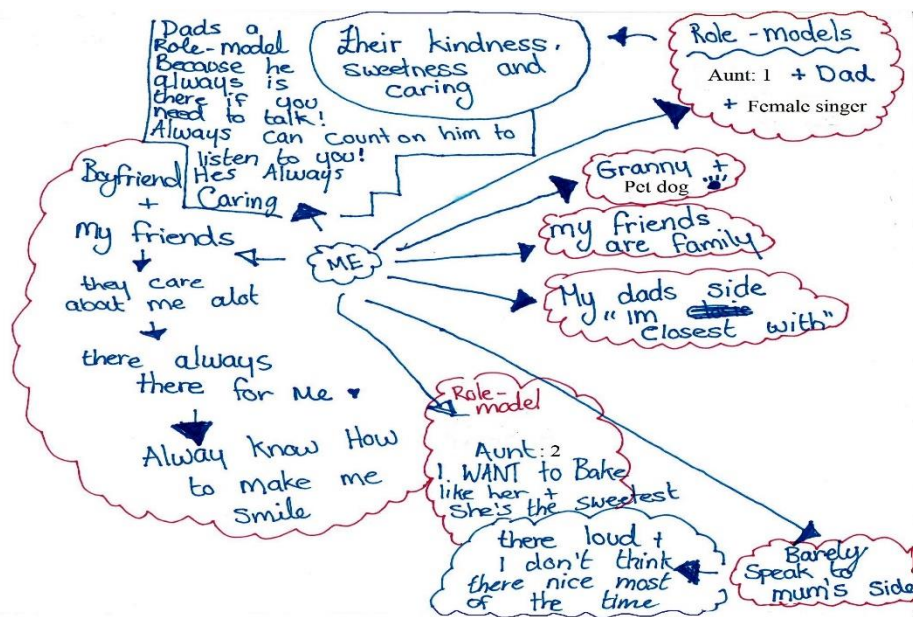 Dads a
Role-model
Because he
always is
there if you
need to talk!
Always can count on him to
listen to you!
Hes Always
Caring
Their kindness,
sweetness and
caring
Role-models
Aunt: 1 + Dad
+ Female singer
Granny +
Pet dog
my friends
are family
My dads side
"Im
closest with"
ME
Boyfriend
+
My friends
they care
about me alot
there always
there for Me
Alway know How
to make me
smile
Role-
model
Aunt: 2
I WANT to Bake
like her +
She's the sweetest
there loud +
I don't think
there nice most
of the time
Barely
Speak to
mum's side